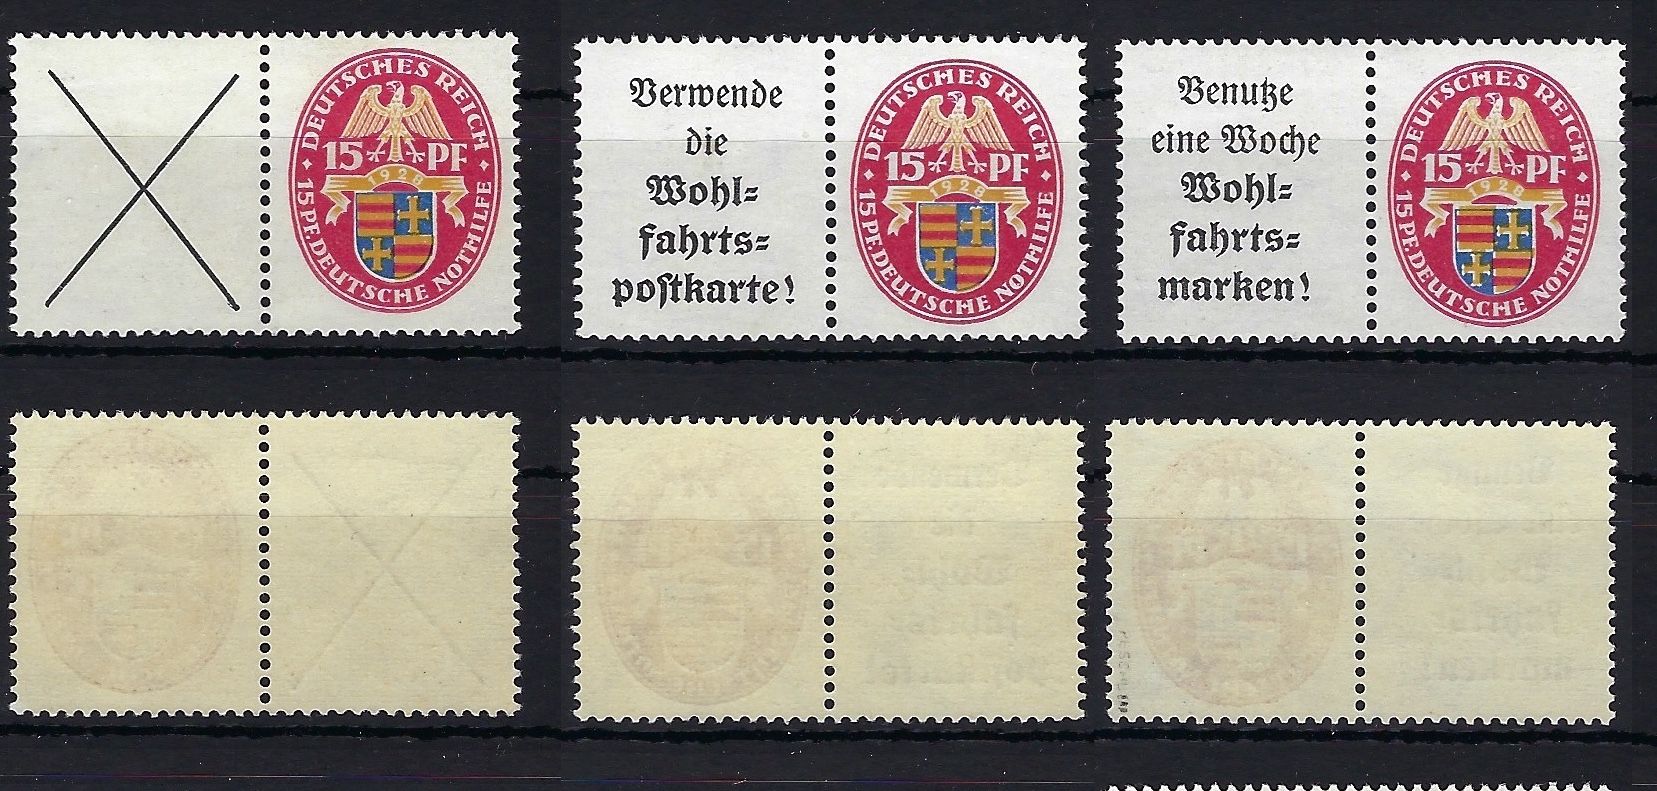 DEUTSCHES REICH
15 PF
1928
15 PF. DEUTSCHE NOTHILFE
Verwende
die
Wohl=
fahrts=
postkarte!
DEUTSCHES REICH
15 PF
1928
15 PF. DEUTSCHE NOTHILFE
Benutze
eine Woche
Wohl=
fahrts=
marken!
DEUTSCHES REICH
15 PF
1928
15 PF. DEUTSCHE NOTHILFE